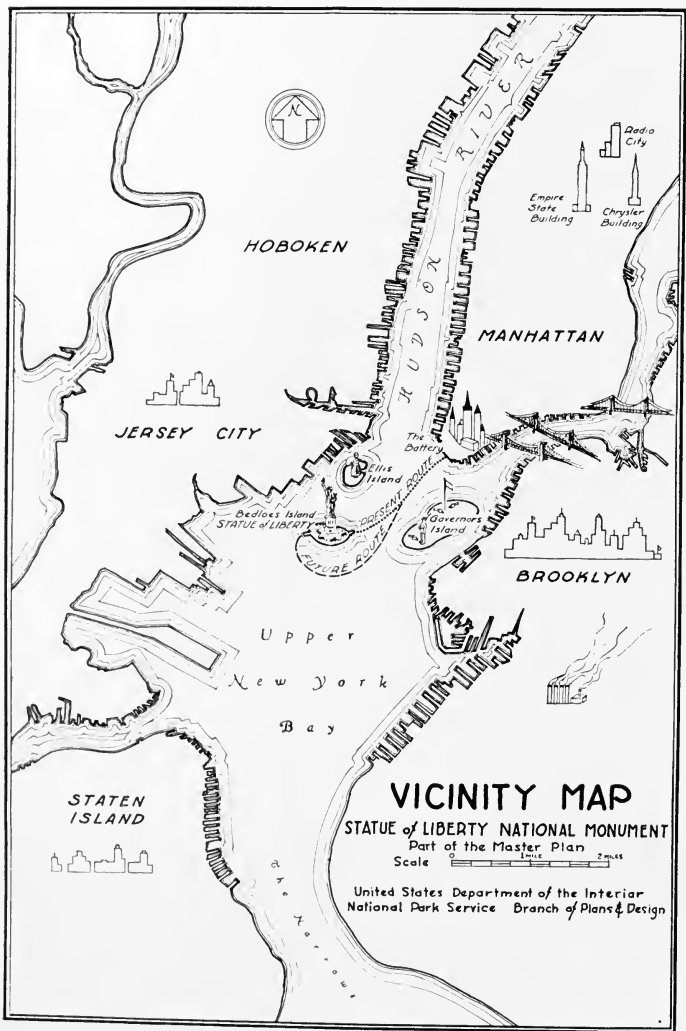 N
HUDSON RIVER
Radio
City
Empire
State
Building
Chrysler
Building
HOBOKEN
MANHATTAN
JERSEY CITY
The
Battery
Ellis
Island
Bedloes Island
STATUE of LIBERTY
PRESENT ROUTE
Governors
Island
FUTURE ROUTE
BROOKLYN
Upper
New York
Bay
STATEN
ISLAND
The Narrows
VICINITY MAP
STATUE of LIBERTY NATIONAL MONUMENT
Part of the Master Plan
Scale 0 1 MILE 2 MILES
United States Department of the Interior
National Park Service Branch of Plans & Design